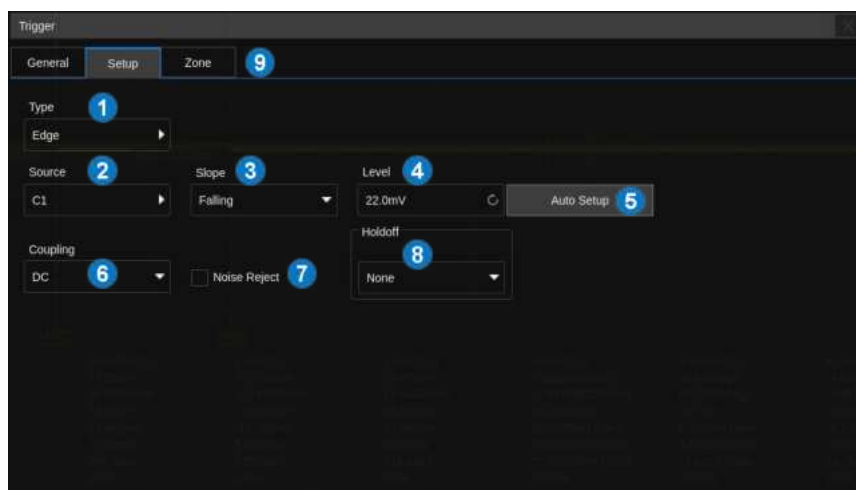 Trigger
General Setup Zone 9
Type 1
Edge
Source 2 Slope 3 Level 4
C1 Falling 22.0mV Auto Setup 5
Holdoff
Coupling 8
DC 6 Noise Reject 7 None